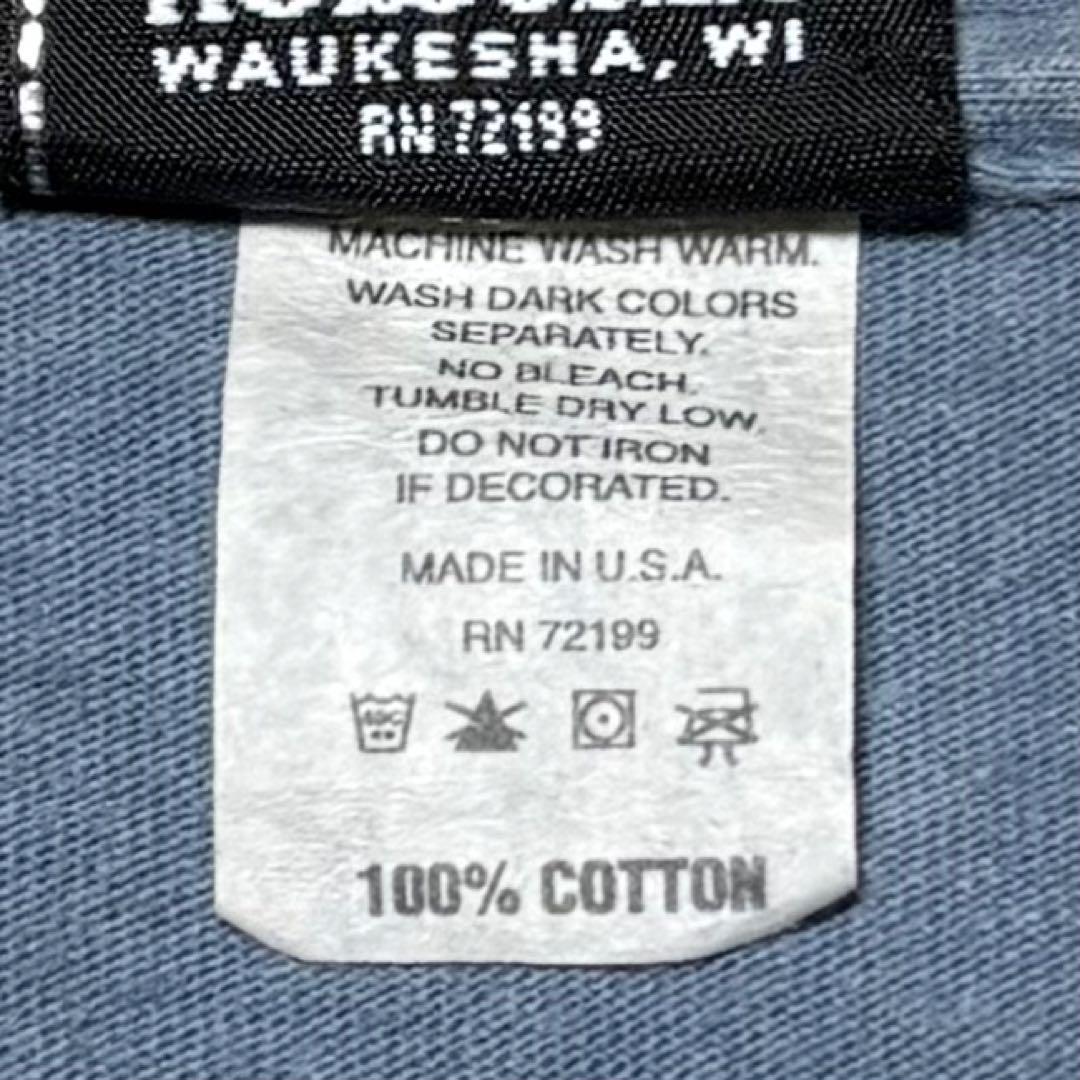 WAUKESHA, WI
RN 72199
MACHINE WASH WARM.
WASH DARK COLORS
SEPARATELY.
NO BLEACH.
TUMBLE DRY LOW.
DO NOT IRON
IF DECORATED.
MADE IN U.S.A.
RN 72199
100% COTTON